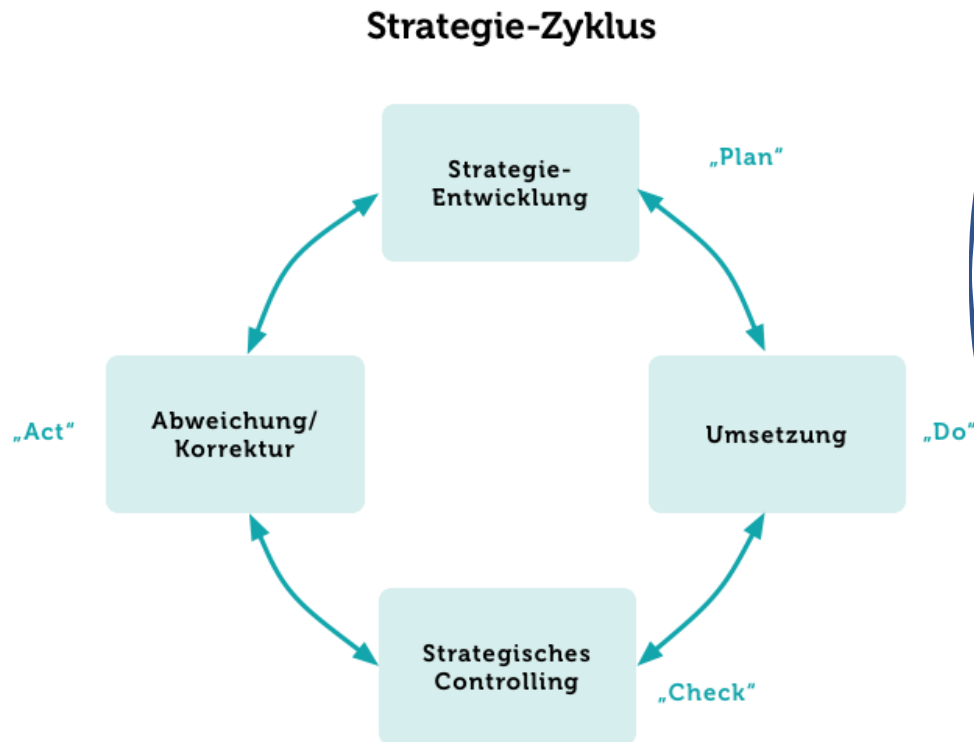 Strategie-Zyklus
Strategie-
Entwicklung
„Plan“
Abweichung/
Korrektur
„Act“
Umsetzung
„Do“
Strategisches
Controlling
„Check“